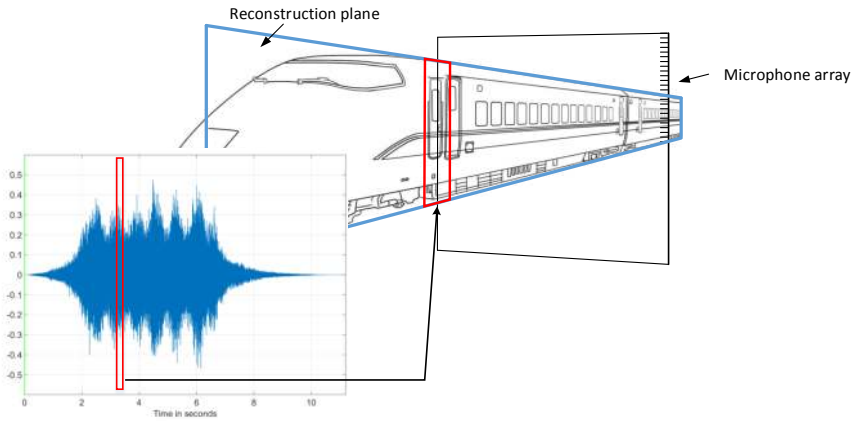 Reconstruction plane
Microphone array
0.5
0.4
0.3
0.2
0.1
0
-0.1
-0.2
-0.3
-0.4
-0.5
0 2 4 6 8 10
Time in seconds